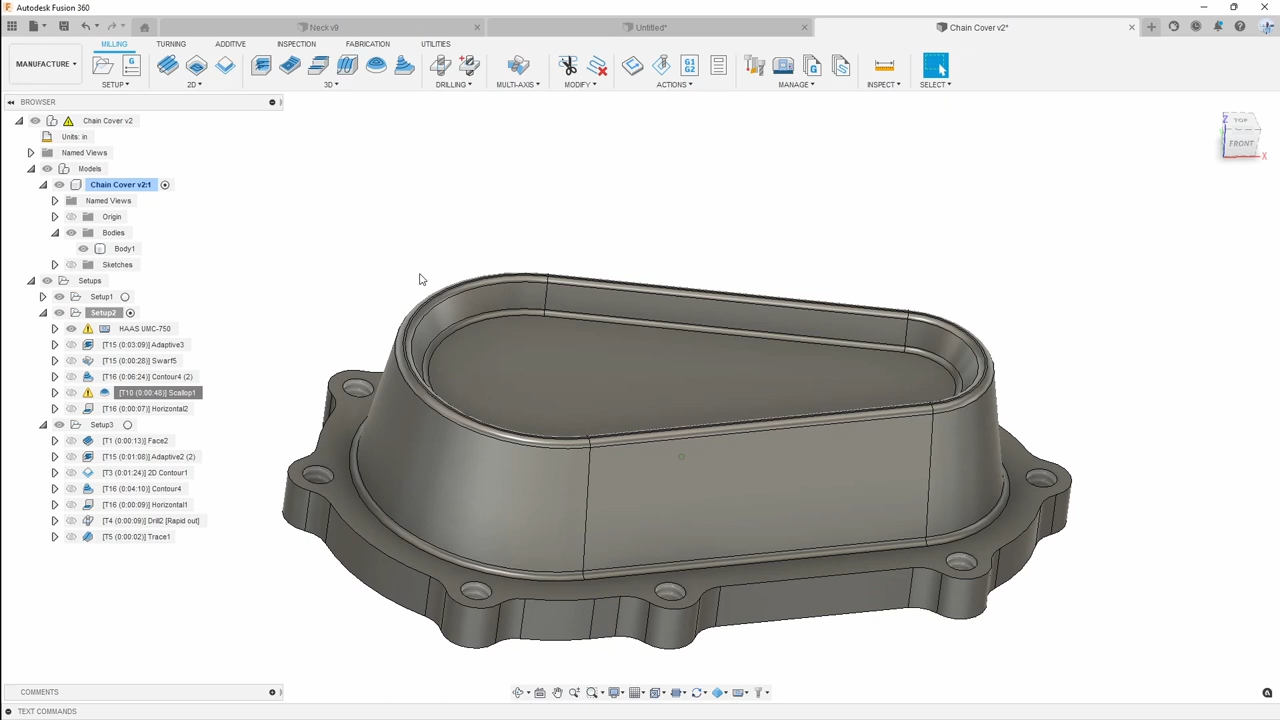 Autodesk Fusion 360
Neck v9
Untitled*
Chain Cover v2*
MILLING
TURNING
ADDITIVE
INSPECTION
FABRICATION
UTILITIES
MANUFACTURE
G1
G2
SETUP
2D
3D
DRILLING
MULTI-AXIS
MODIFY
ACTIONS
MANAGE
INSPECT
SELECT
BROWSER
Chain Cover v2
Units: in
Named Views
Models
Chain Cover v2:1
Named Views
Origin
Bodies
Body1
Sketches
Setups
Setup1
Setup2
HAAS UMC-750
[T15 (0:03:09)] Adaptive3
[T15 (0:00:28)] Swarf5
[T16 (0:06:24)] Contour4 (2)
[T10 (0:00:48)] Scallop1
[T16 (0:00:07)] Horizontal2
Setup3
[T1 (0:00:13)] Face2
[T15 (0:01:08)] Adaptive2 (2)
[T3 (0:01:24)] 2D Contour1
[T16 (0:04:10)] Contour4
[T16 (0:00:09)] Horizontal1
[T4 (0:00:09)] Drill2 [Rapid out]
[T5 (0:00:02)] Trace1
TOP
FRONT
Z
X
COMMENTS
TEXT COMMANDS